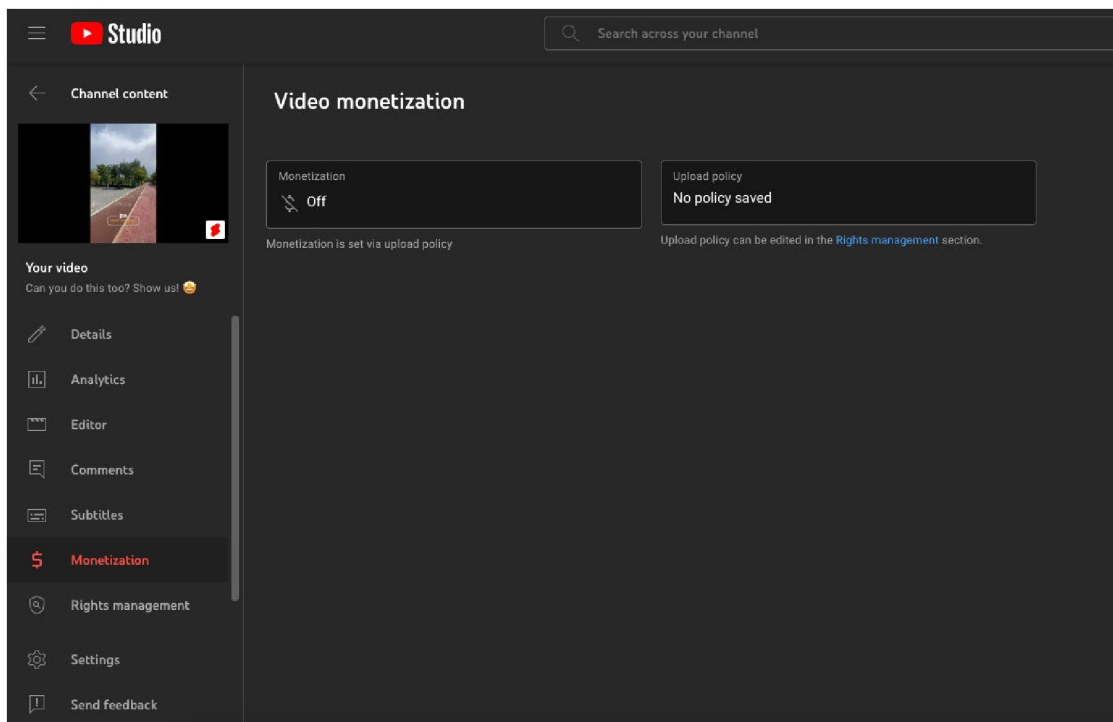 Studio
Search across your channel
Channel content
Video monetization
Monetization
Off
Monetization is set via upload policy
Upload policy
No policy saved
Upload policy can be edited in the Rights management section.
Your video
Can you do this too? Show us! 🤩
Details
Analytics
Editor
Comments
Subtitles
Monetization
Rights management
Settings
Send feedback